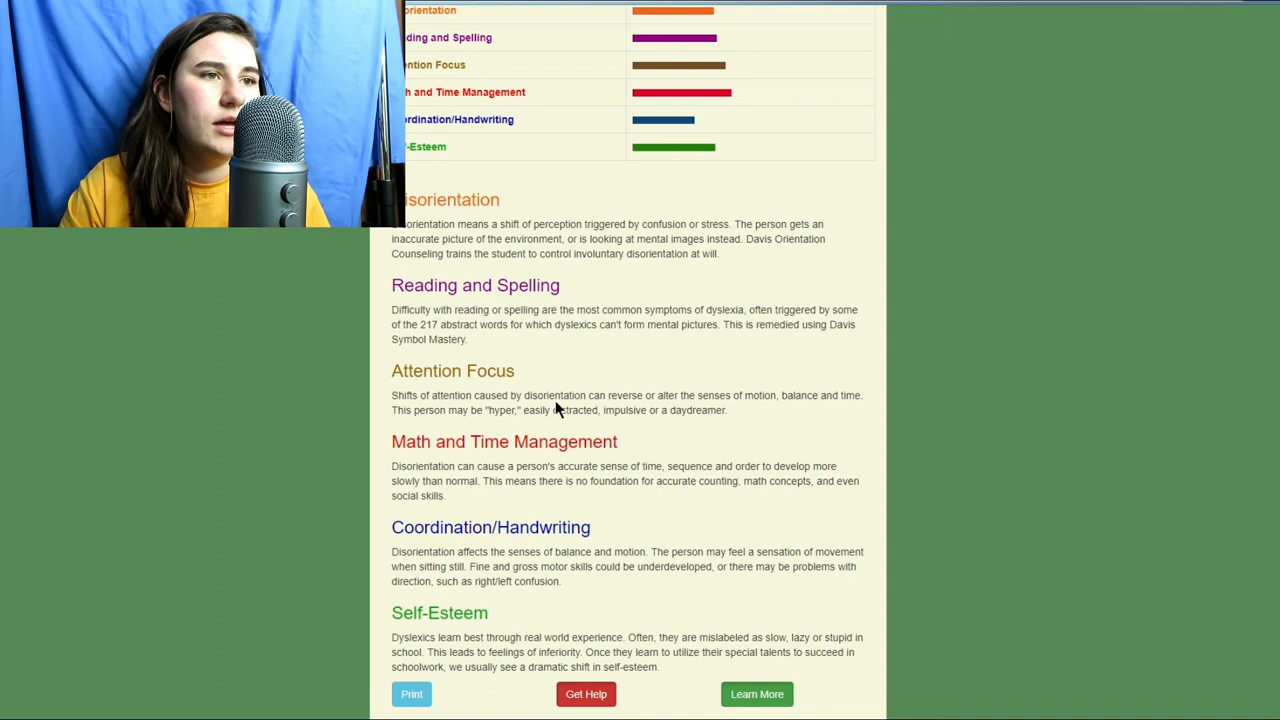 orientation
ding and Spelling
ention Focus
h and Time Management
ordination/Handwriting
f-Esteem
isorientation
sorientation means a shift of perception triggered by confusion or stress. The person gets an
inaccurate picture of the environment, or is looking at mental images instead. Davis Orientation
Counseling trains the student to control involuntary disorientation at will.
Reading and Spelling
Difficulty with reading or spelling are the most common symptoms of dyslexia, often triggered by some
of the 217 abstract words for which dyslexics can't form mental pictures. This is remedied using Davis
Symbol Mastery.
Attention Focus
Shifts of attention caused by disorientation can reverse or alter the senses of motion, balance and time.
This person may be "hyper," easily distracted, impulsive or a daydreamer.
Math and Time Management
Disorientation can cause a person's accurate sense of time, sequence and order to develop more
slowly than normal. This means there is no foundation for accurate counting, math concepts, and even
social skills.
Coordination/Handwriting
Disorientation affects the senses of balance and motion. The person may feel a sensation of movement
when sitting still. Fine and gross motor skills could be underdeveloped, or there may be problems with
direction, such as right/left confusion.
Self-Esteem
Dyslexics learn best through real world experience. Often, they are mislabeled as slow, lazy or stupid in
school. This leads to feelings of inferiority. Once they learn to utilize their special talents to succeed in
schoolwork, we usually see a dramatic shift in self-esteem.
Print
Get Help
Learn More